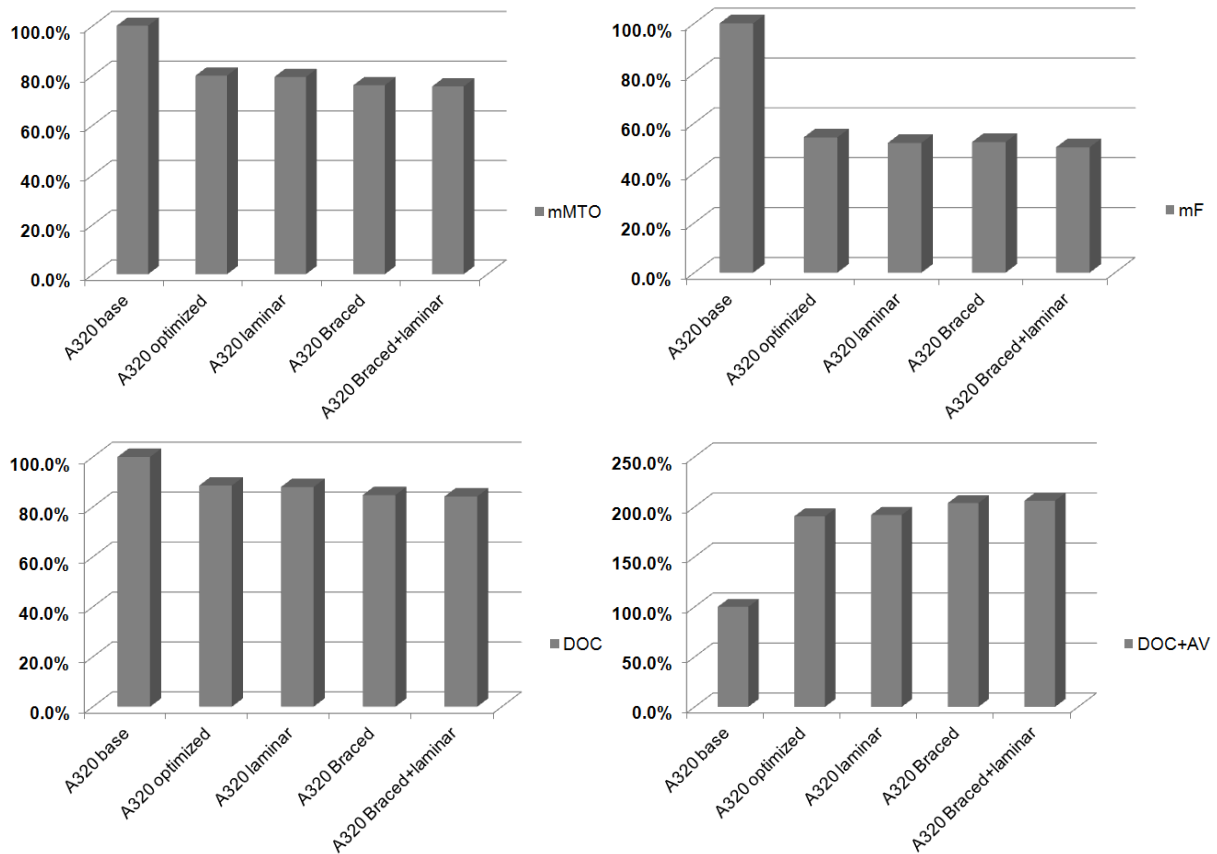 100.0%
80.0%
60.0%
40.0%
20.0%
0.0%
A320 base
A320 optimized
A320 laminar
A320 Braced
A320 Braced+laminar
mMTO
100.0%
80.0%
60.0%
40.0%
20.0%
0.0%
A320 base
A320 optimized
A320 laminar
A320 Braced
A320 Braced+laminar
mF
100.0%
80.0%
60.0%
40.0%
20.0%
0.0%
A320 base
A320 optimized
A320 laminar
A320 Braced
A320 Braced+laminar
DOC
250.0%
200.0%
150.0%
100.0%
50.0%
0.0%
A320 base
A320 optimized
A320 laminar
A320 Braced
A320 Braced+laminar
DOC+AV